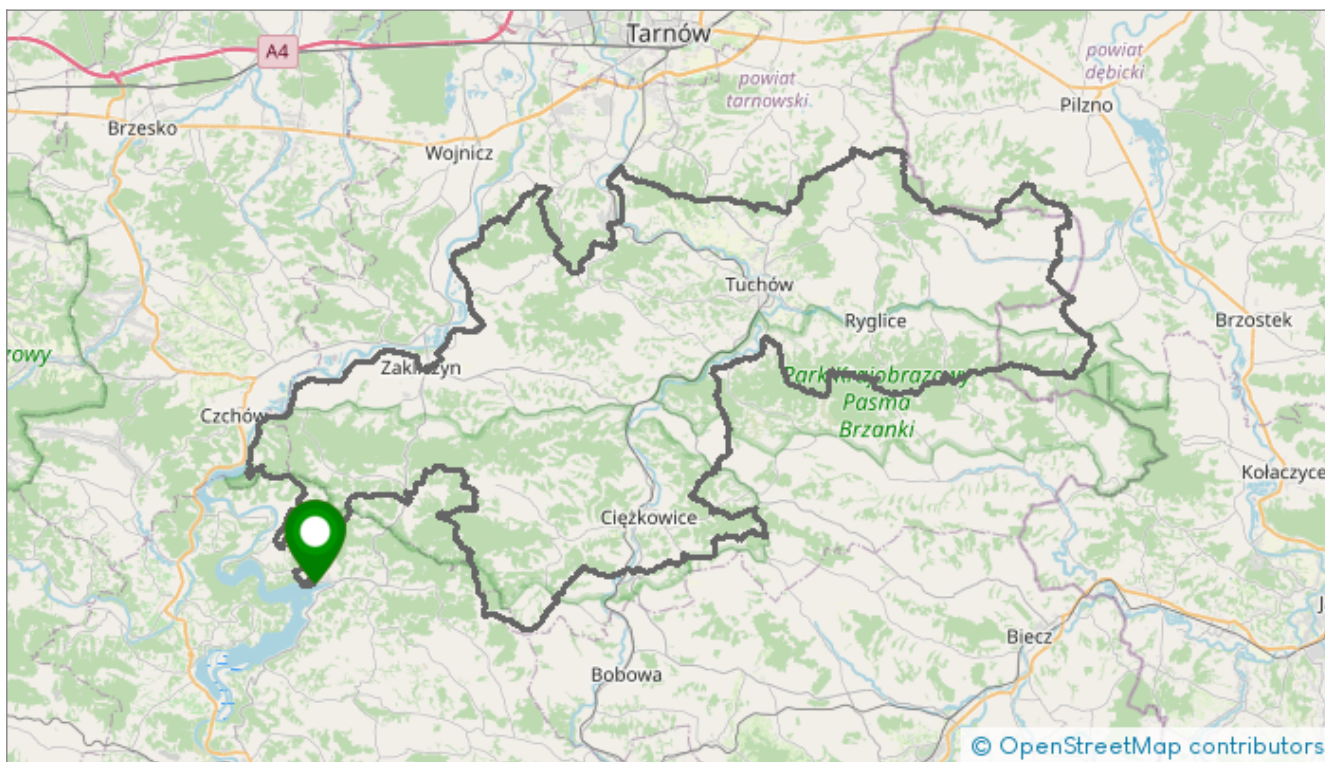 Tarnów
A4
powiat
dębicki
powiat
tarnowski
Pilzno
Brzesko
Wojnicz
Tuchów
Ryglice
Brzostek
zowy
Zakliczyn
Park Krajobrazowy
Pasma
Brzanki
Czchów
Kołaczyce
Ciężkowice
Biecz
Bobowa
© OpenStreetMap contributors